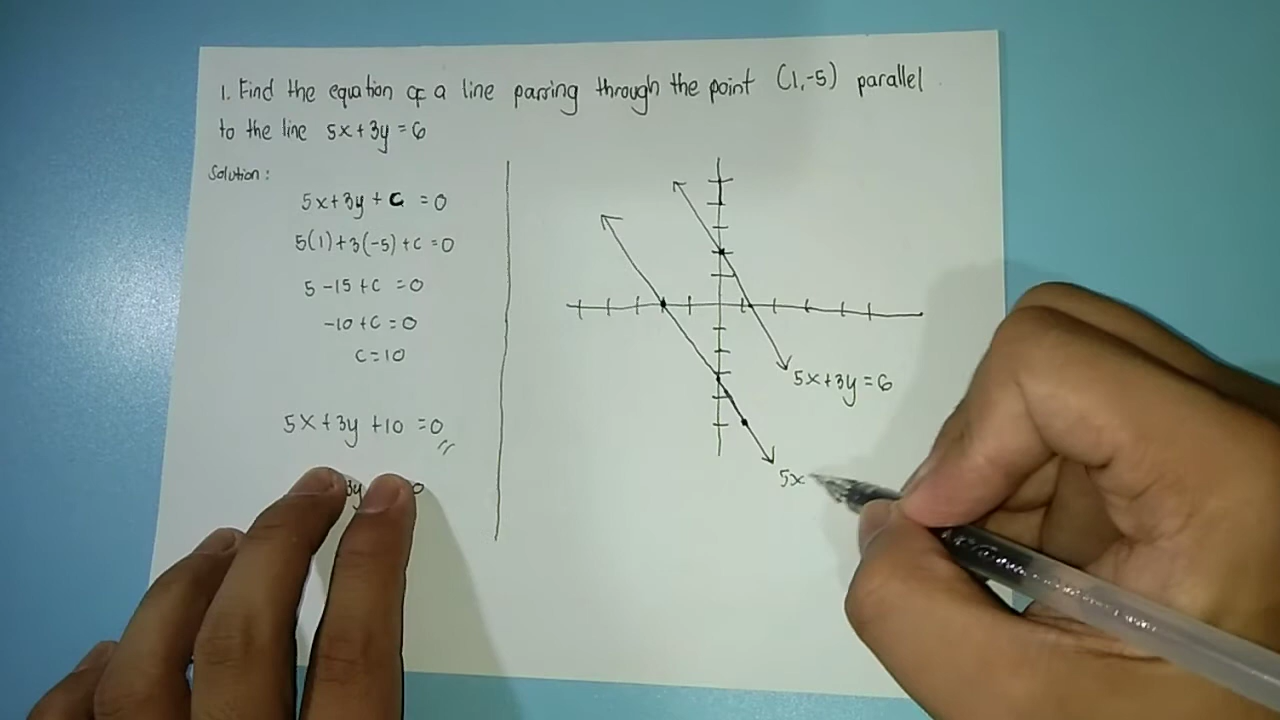 1. Find the equation of a line passing through the point (1,-5) parallel
to the line 5x+3y=6
Solution:
5x+3y+C=0
5(1)+3(-5)+C=0
5-15+C=0
-10+C=0
C=10
5x+3y+10=0
3y
0
5x+3y=6
5x